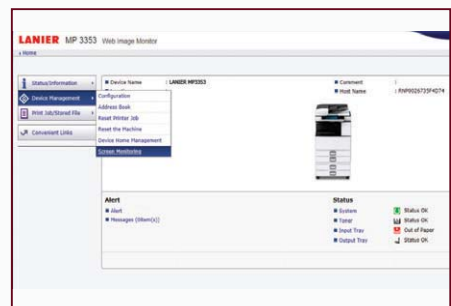 LANIER MP 3353 Web Image Monitor
Home
Status/Information
Device Management
Print Job/Stored File
Convenient Links
Configuration
Address Book
Reset Printer Job
Reset the Machine
Device Home Management
Screen Monitoring
Device Name : LANIER MP3353
Comment :
Host Name : RNP0026735F4D74
Alert
Alert
Messages (0item(s))
Status
System Status OK
Toner Status OK
Input Tray Out of Paper
Output Tray Status OK